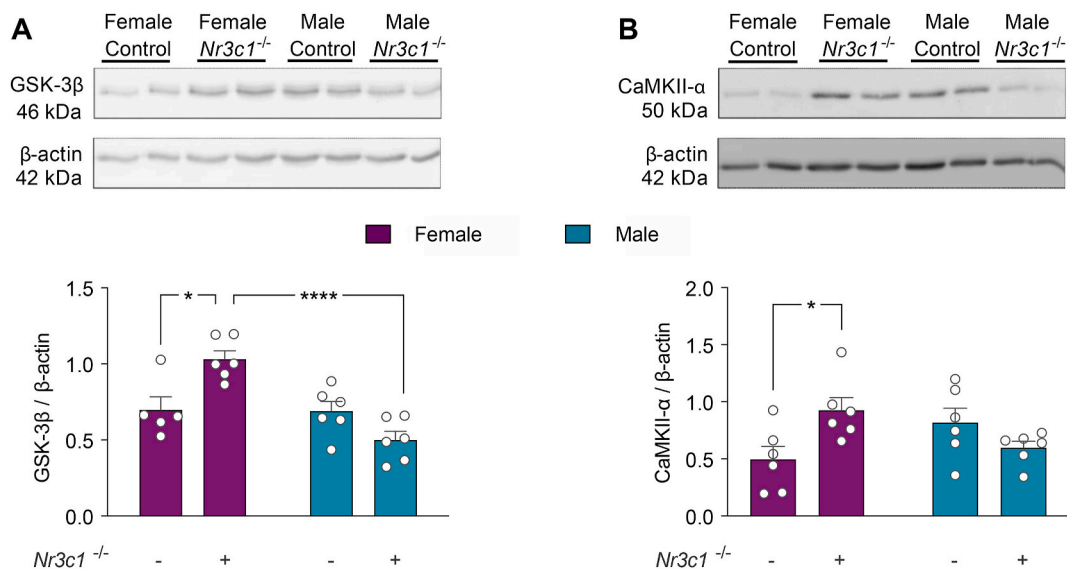 A
Female Control
Female Nr3c1-/-
Male Control
Male Nr3c1-/-
GSK-3β
46 kDa
β-actin
42 kDa
B
Female Control
Female Nr3c1-/-
Male Control
Male Nr3c1-/-
CaMKII-α
50 kDa
β-actin
42 kDa
Female
Male
GSK-3β / β-actin
1.5
1.0
0.5
0.0
*
****
Nr3c1 -/-
- + - +
CaMKII-α / β-actin
2.0
1.5
1.0
0.5
0.0
*
Nr3c1 -/-
- + - +